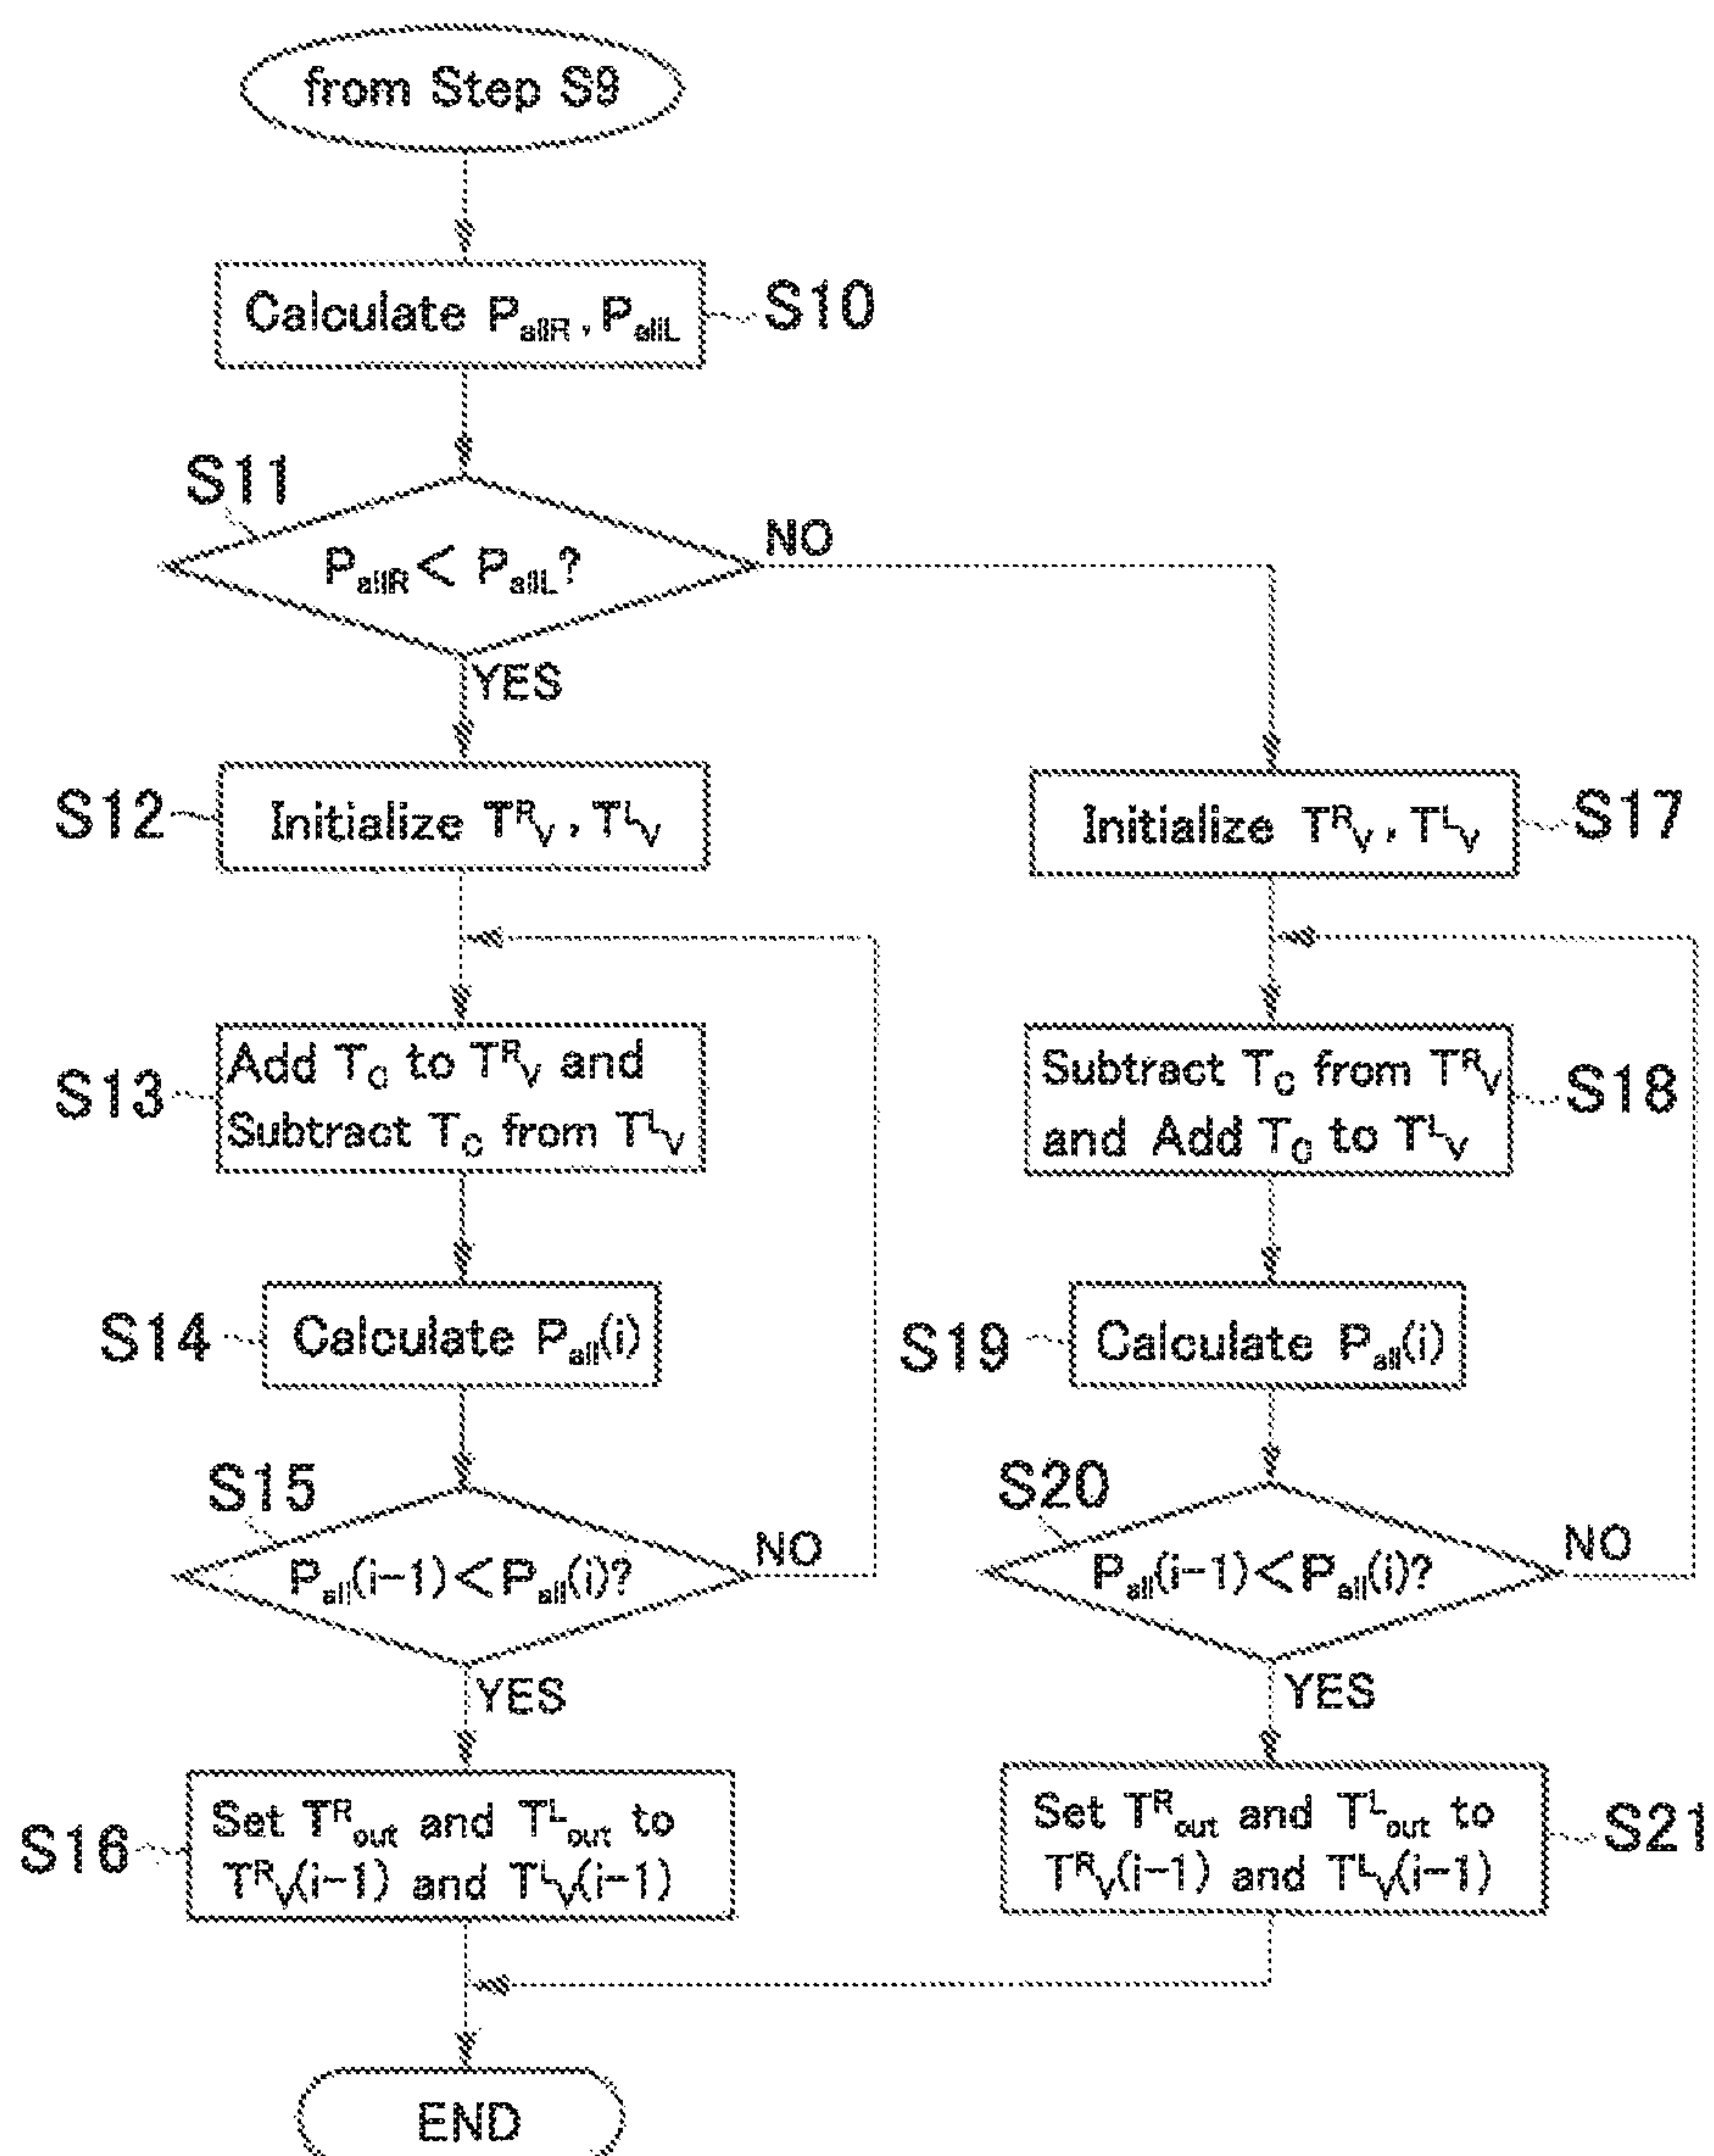 from Step S9
Calculate PallR, PallL
S10
S11
PallR < PallL?
NO
YES
S12
Initialize TRV, TLV
Initialize TRV, TLV
S17
S13
Add TC to TRV and
Subtract TC from TLV
Subtract TC from TRV
and Add TC to TLV
S18
S14
Calculate Pall(i)
S19
Calculate Pall(i)
S15
Pall(i-1)<Pall(i)?
NO
YES
S20
Pall(i-1)<Pall(i)?
NO
YES
S16
Set TRout and TLout to
TRV(i-1) and TLV(i-1)
Set TRout and TLout to
TRV(i-1) and TLV(i-1)
S21
END